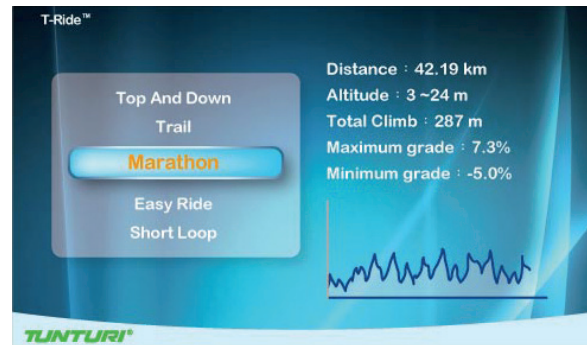 T-Ride™
Top And Down
Trail
Marathon
Easy Ride
Short Loop
Distance : 42.19 km
Altitude : 3 ~24 m
Total Climb : 287 m
Maximum grade : 7.3%
Minimum grade : -5.0%
TUNTURI®